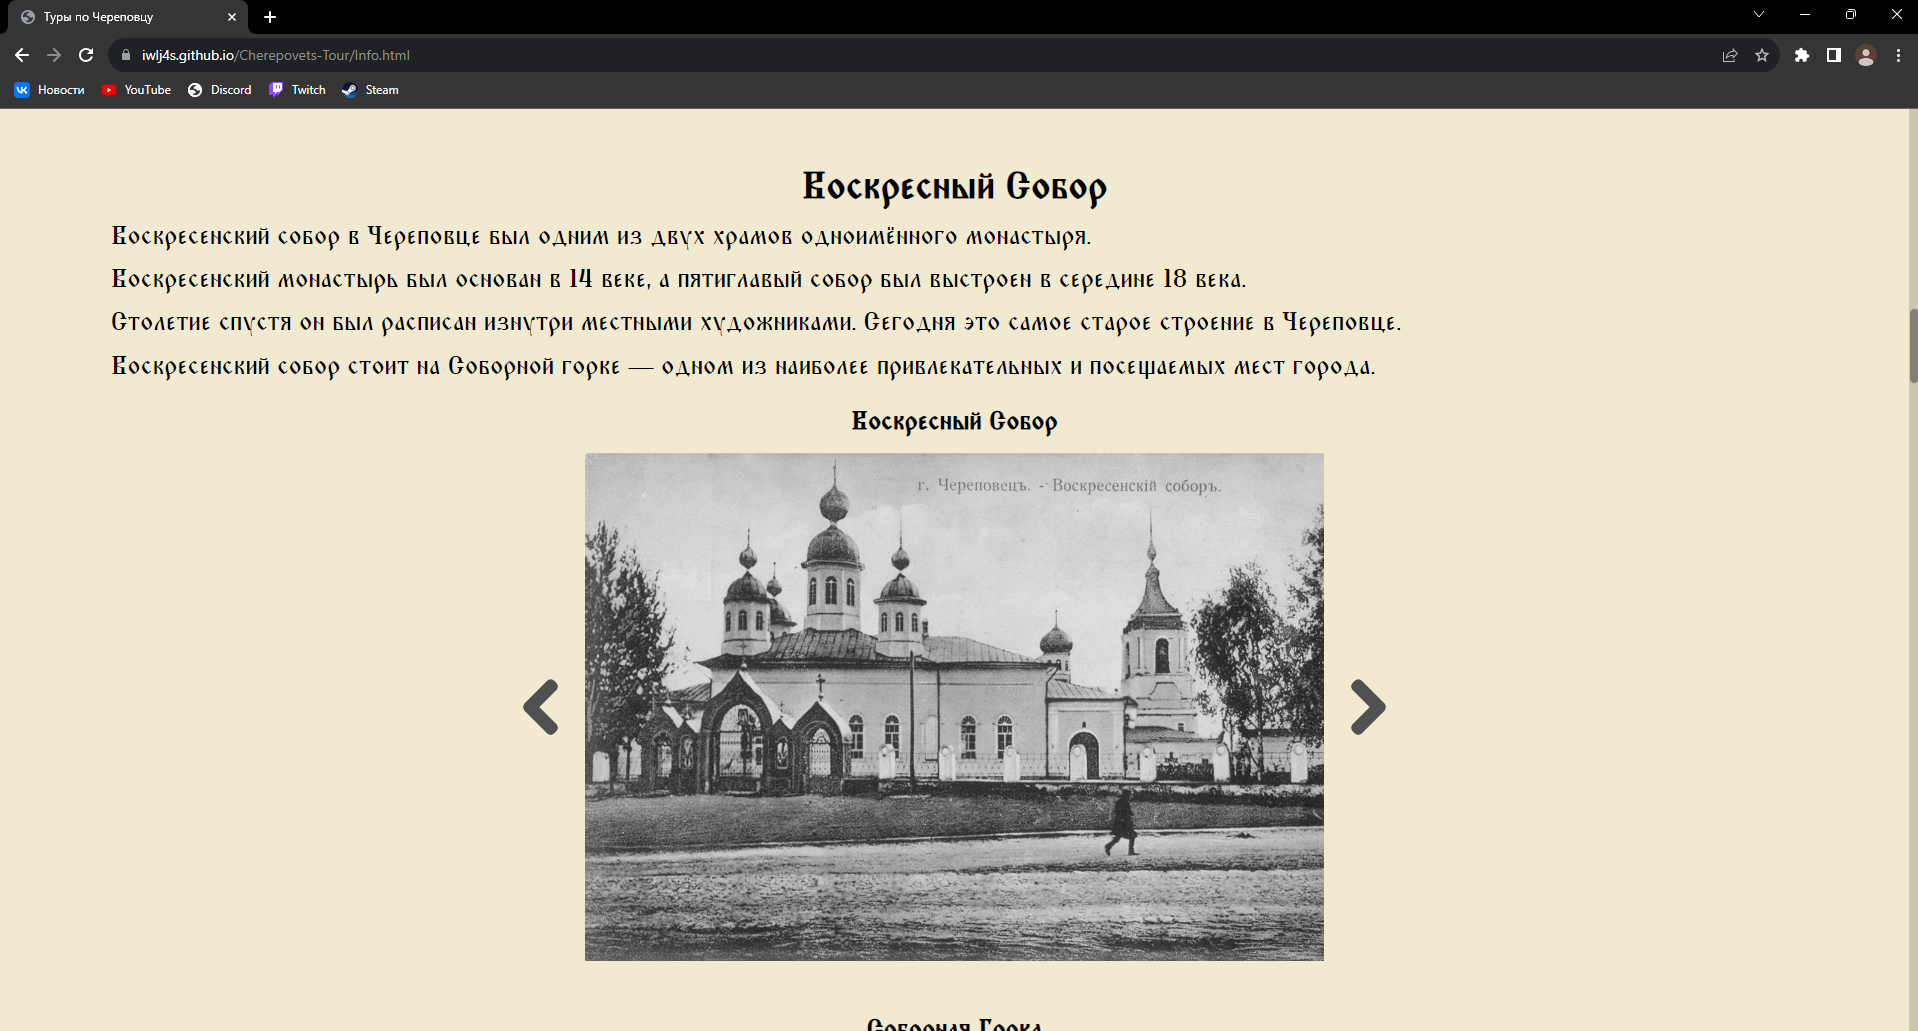 Туры по Череповцу
iwlj4s.github.io/Cherepovets-Tour/Info.html
Новости YouTube Discord Twitch Steam
Воскресный Собор
Воскресенский собор в Череповце был одним из двух храмов одноимённого монастыря.
Воскресенский монастырь был основан в 14 веке, а пятиглавый собор был выстроен в середине 18 века.
Столетие спустя он был расписан изнутри местными художниками. Сегодня это самое старое строение в Череповце.
Воскресенский собор стоит на Соборной горке — одном из наиболее привлекательных и посещаемых мест города.
Воскресный Собор
г. Череповецъ. - Воскресенскій соборъ.
Соборная Горка